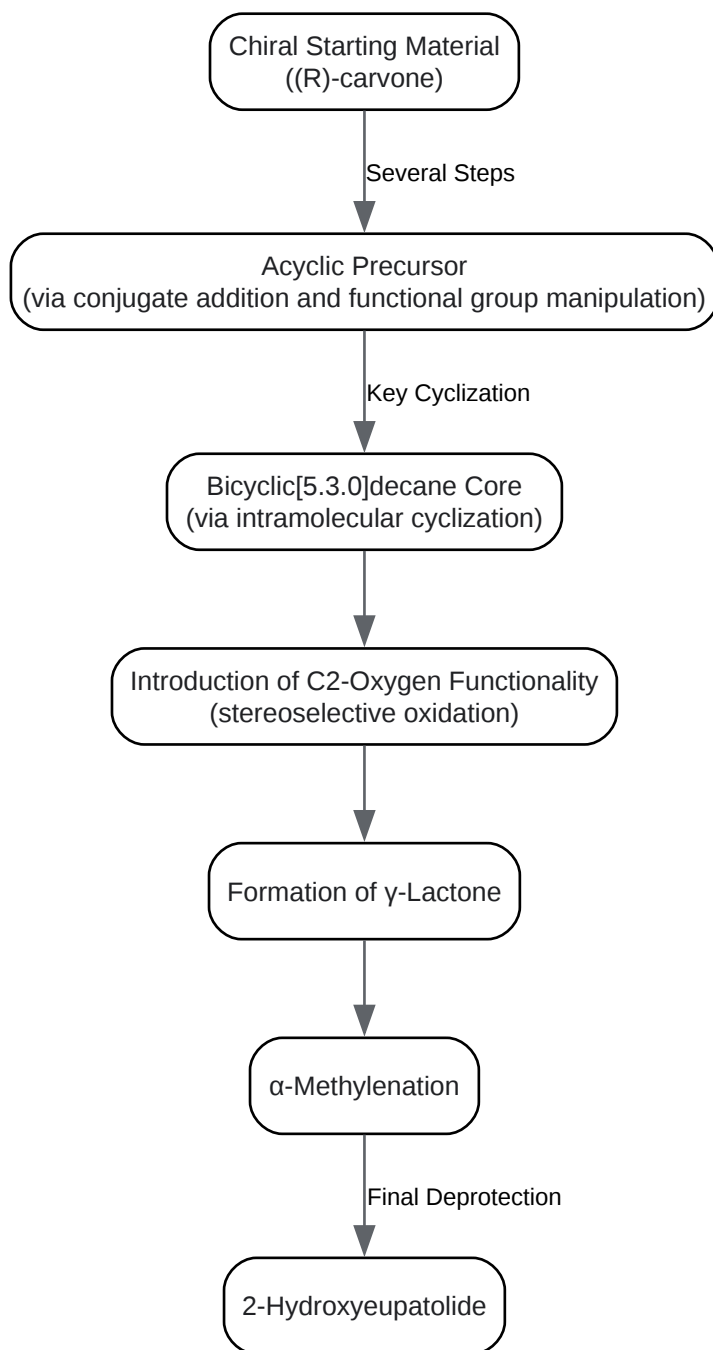 Chiral Starting Material
((R)-carvone)
Several Steps
Acyclic Precursor
(via conjugate addition and functional group manipulation)
Key Cyclization
Bicyclic[5.3.0]decane Core
(via intramolecular cyclization)
Introduction of C2-Oxygen Functionality
(stereoselective oxidation)
Formation of γ-Lactone
α-Methylenation
Final Deprotection
2-Hydroxyeupatolide